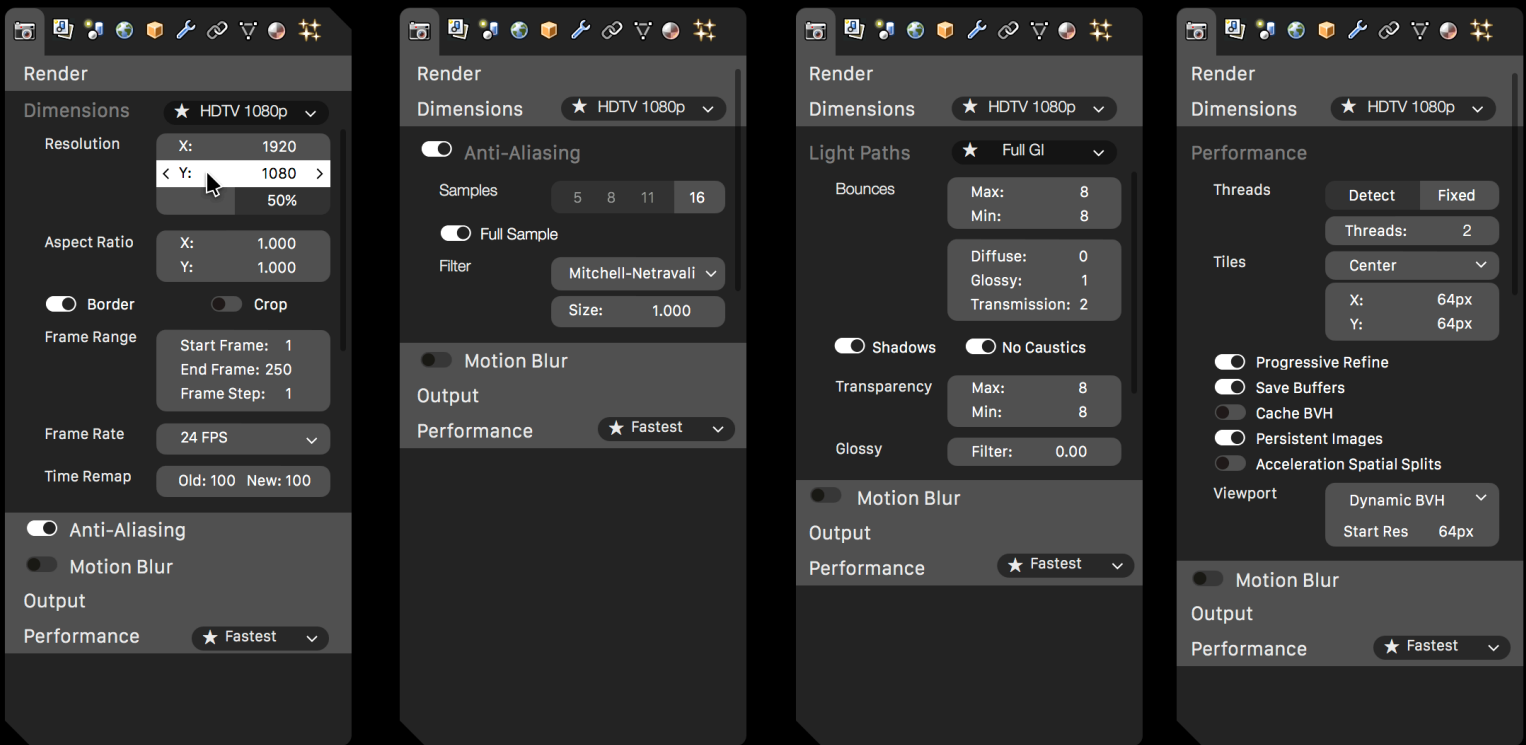 Render
Dimensions ★ HDTV 1080p
Resolution X: 1920
< Y: 1080 >
50%
Aspect Ratio X: 1.000
Y: 1.000
Border Crop
Frame Range Start Frame: 1
End Frame: 250
Frame Step: 1
Frame Rate 24 FPS
Time Remap Old: 100 New: 100
Anti-Aliasing
Motion Blur
Output
Performance ★ Fastest
Render
Dimensions ★ HDTV 1080p
Anti-Aliasing
Samples 5 8 11 16
Full Sample
Filter Mitchell-Netravali
Size: 1.000
Motion Blur
Output
Performance ★ Fastest
Render
Dimensions ★ HDTV 1080p
Light Paths ★ Full GI
Bounces Max: 8
Min: 8
Diffuse: 0
Glossy: 1
Transmission: 2
Shadows No Caustics
Transparency Max: 8
Min: 8
Glossy Filter: 0.00
Motion Blur
Output
Performance ★ Fastest
Render
Dimensions ★ HDTV 1080p
Performance
Threads Detect Fixed
Threads: 2
Tiles Center
X: 64px
Y: 64px
Progressive Refine
Save Buffers
Cache BVH
Persistent Images
Acceleration Spatial Splits
Viewport Dynamic BVH
Start Res 64px
Motion Blur
Output
Performance ★ Fastest